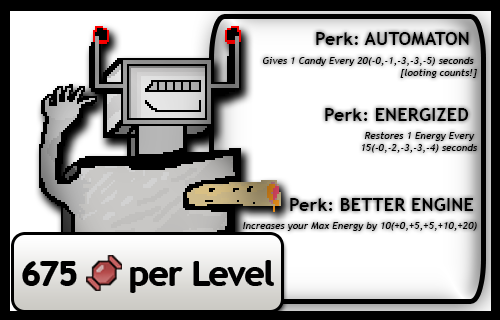 Perk: AUTOMATON
Gives 1 Candy Every 20(-0,-1,-3,-3,-5) seconds
[looting counts!]
Perk: ENERGIZED
Restores 1 Energy Every
15(-0,-2,-3,-3,-4) seconds
Perk: BETTER ENGINE
Increases your Max Energy by 10(+0,+5,+5,+10,+20)
675 per Level